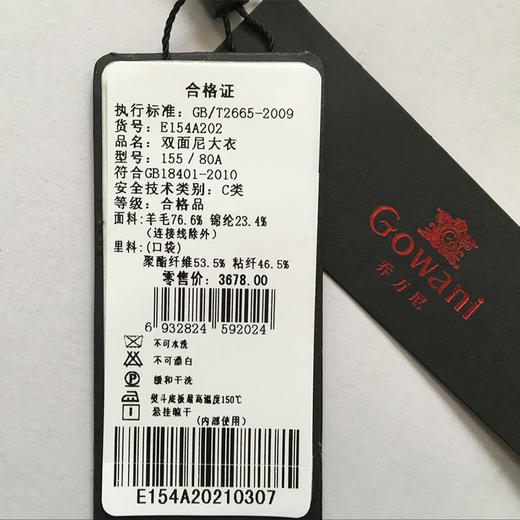 合格证
执行标准: GB/T2665-2009
货号: E154A202
品名: 双面尼大衣
型号: 155/80A
符合GB18401-2010
安全技术类别: C类
等级: 合格品
面料: 羊毛76.6% 锦纶23.4%
(连接线除外)
里料: (口袋)
聚酯纤维53.5% 粘纤46.5%
零售价: 3678.00
6 932824 592024
不可水洗
不可漂白
缓和干洗
熨斗底板最高温度150℃
悬挂晾干
(内部使用)
E154A20210307
Gowani
乔万尼